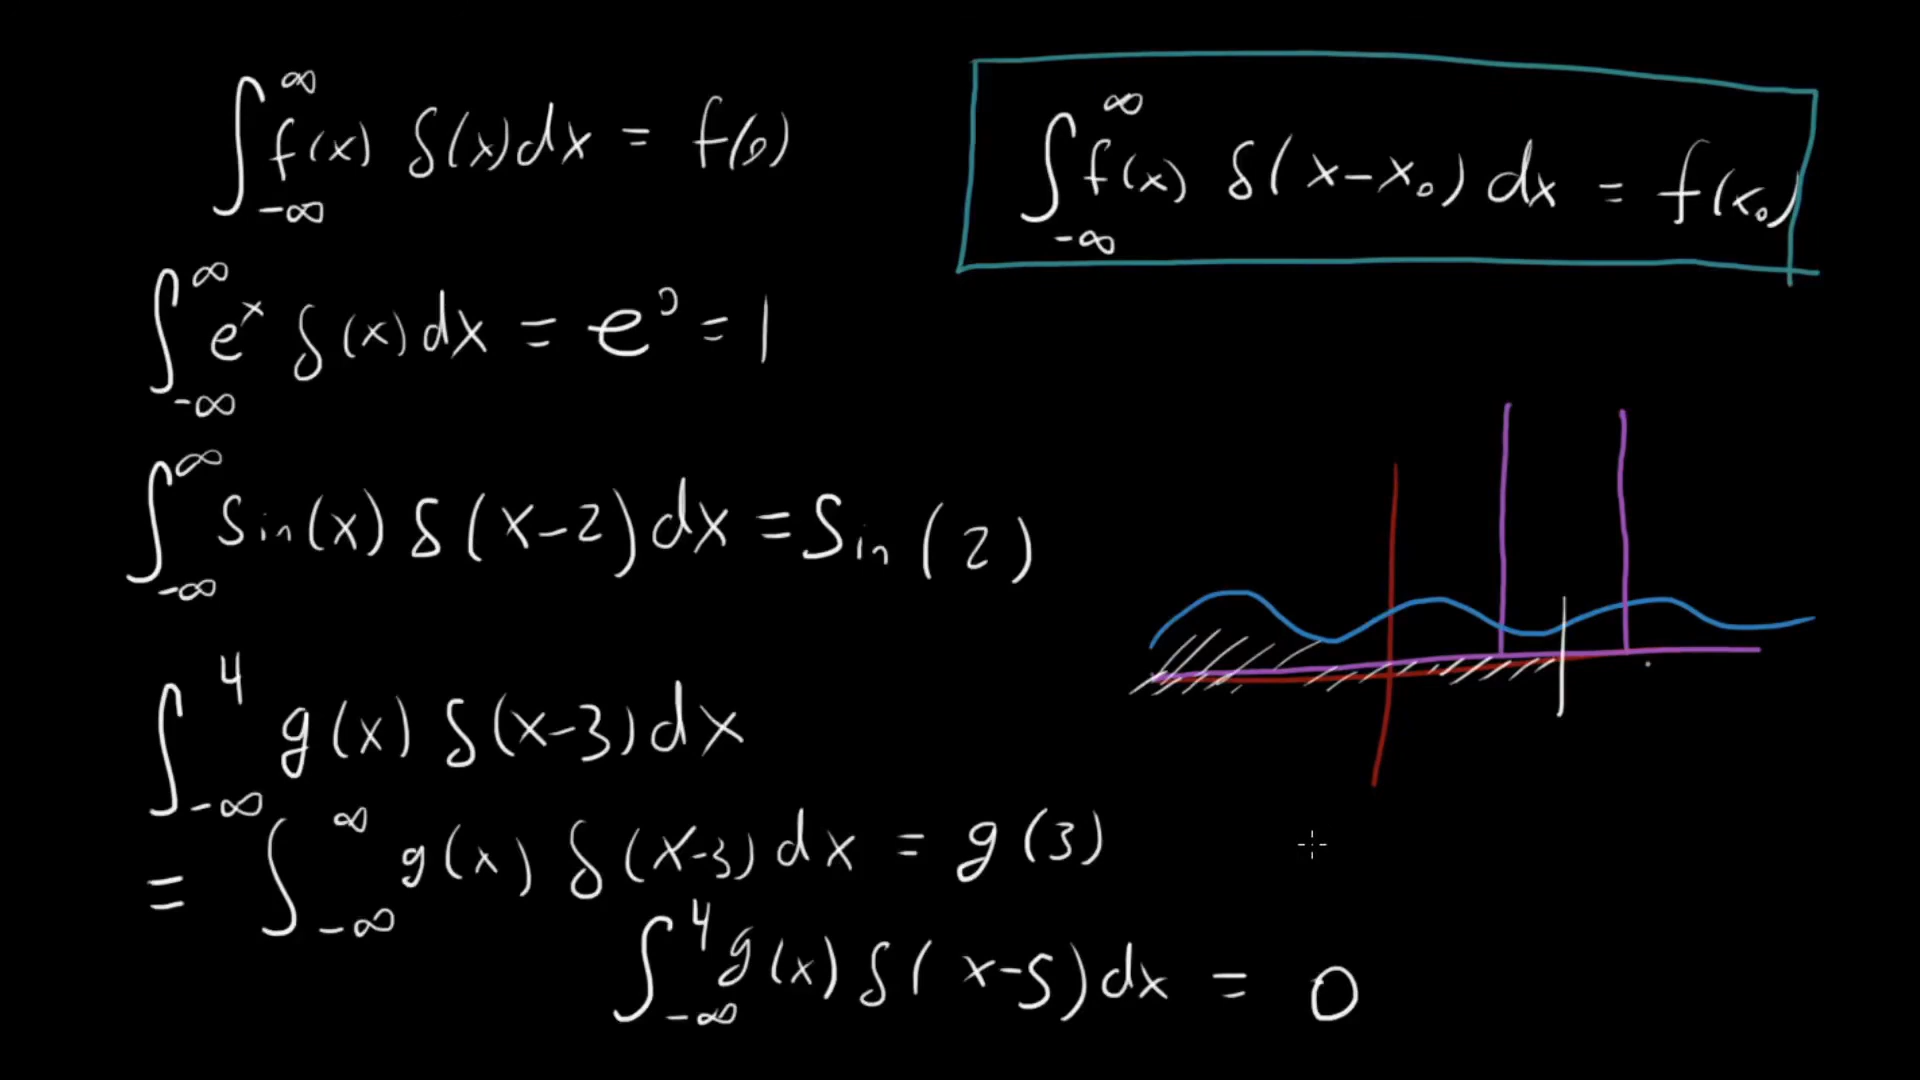 ∫_{-∞}^{∞} f(x) δ(x)dx = f(0)
∫_{-∞}^{∞} f(x) δ(x-x₀) dx = f(x₀)
∫_{-∞}^{∞} e^x δ(x)dx = e^0 = 1
∫_{-∞}^{∞} Sin(x) δ(x-2)dx = Sin(2)
∫_{-∞}^{4} g(x) δ(x-3)dx
= ∫_{-∞}^{∞} g(x) δ(x-3)dx = g(3)
∫_{-∞}^{4} g(x) δ(x-5)dx = 0